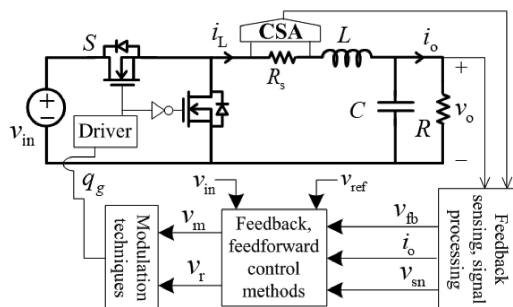 CSA
S
i_L
L
i_o
R_s
+
+
−
v_in
Driver
C
R
v_o
−
q_g
v_in
v_ref
Modulation
techniques
v_m
v_r
Feedback,
feedforward
control
methods
v_fb
i_o
v_sn
Feedback
sensing, signal
processing